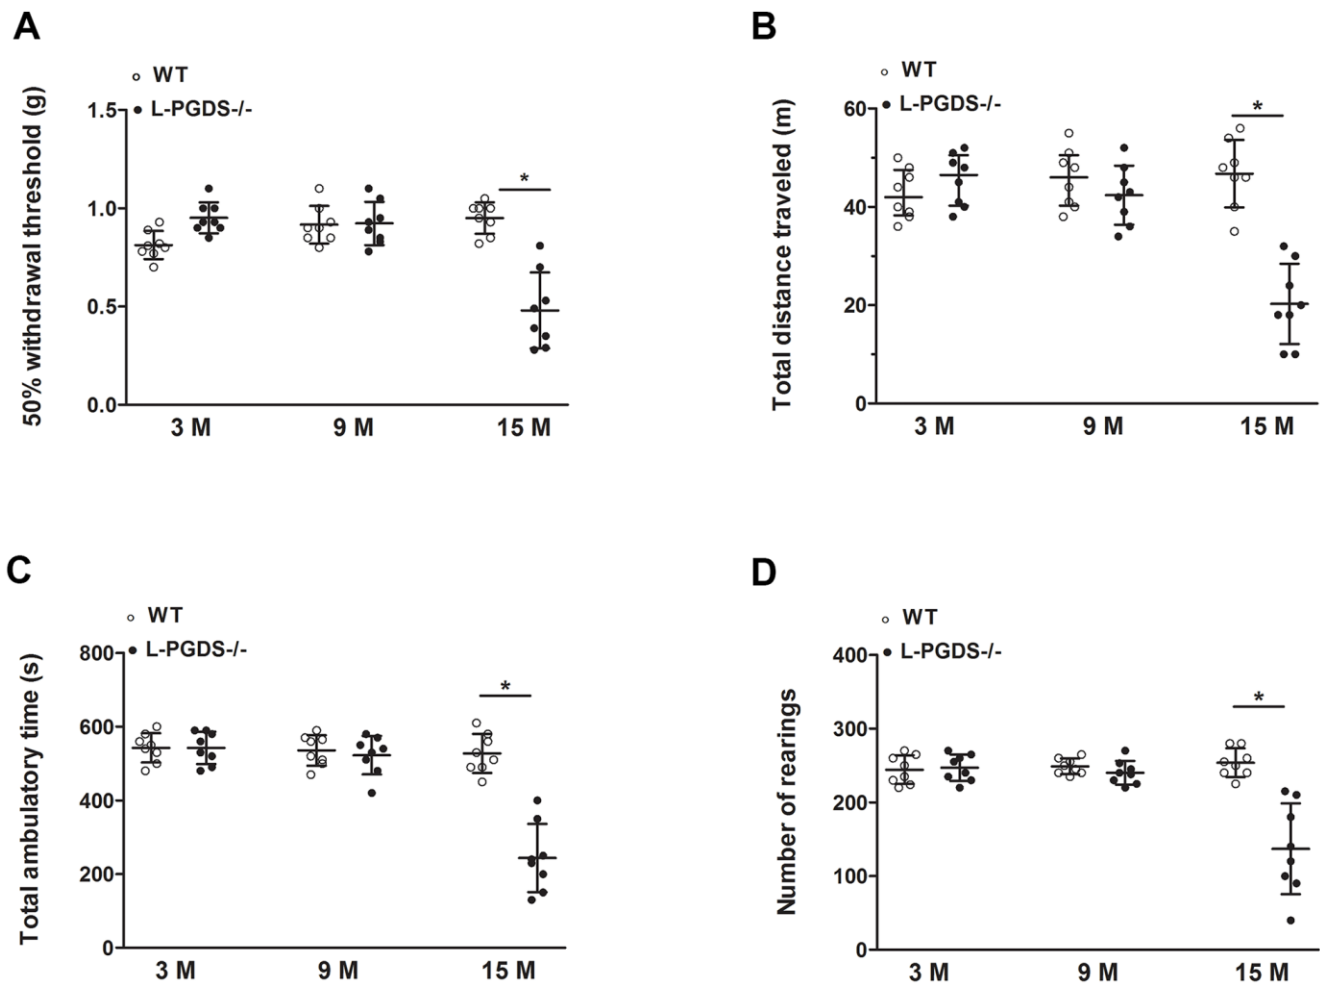 A
WT
L-PGDS-/-
50% withdrawal threshold (g)
1.5
1.0
0.5
0.0
*
3 M
9 M
15 M
B
WT
L-PGDS-/-
Total distance traveled (m)
60
40
20
0
*
3 M
9 M
15 M
C
WT
L-PGDS-/-
Total ambulatory time (s)
800
600
400
200
0
*
3 M
9 M
15 M
D
WT
L-PGDS-/-
Number of rearings
400
300
200
100
0
*
3 M
9 M
15 M